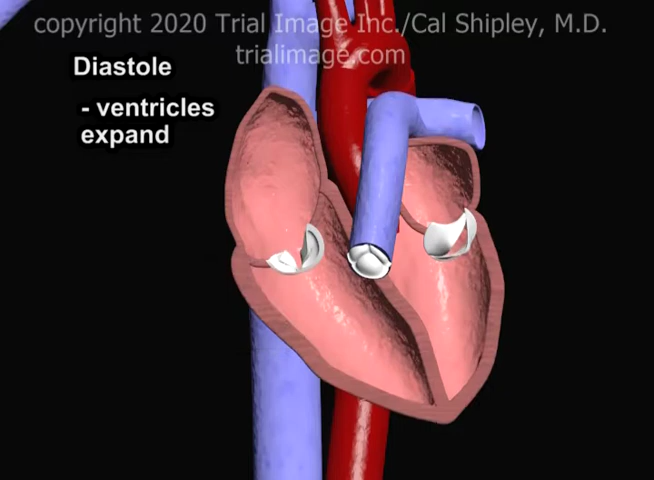 copyright 2020 Trial Image Inc./Cal Shipley, M.D.
trialimage.com
Diastole
- ventricles
expand